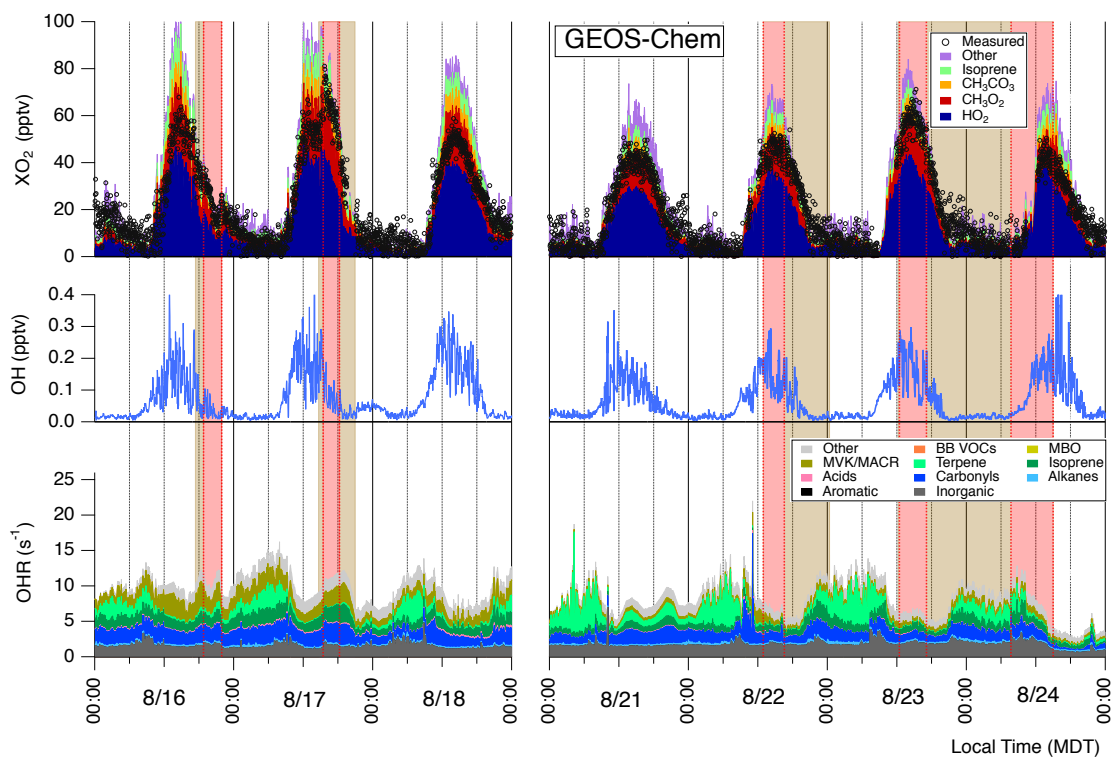 GEOS-Chem
XO₂ (pptv)
100
80
60
40
20
0
Measured
Other
Isoprene
CH₃CO₃
CH₃O₂
HO₂
OH (pptv)
0.4
0.3
0.2
0.1
0.0
Other BB VOCs MBO
MVK/MACR Terpene Isoprene
Acids Carbonyls Alkanes
Aromatic Inorganic
OHR (s⁻¹)
25
20
15
10
5
0
00:00 8/16 00:00 8/17 00:00 8/18 00:00 00:00 8/21 00:00 8/22 00:00 8/23 00:00 8/24 00:00
Local Time (MDT)